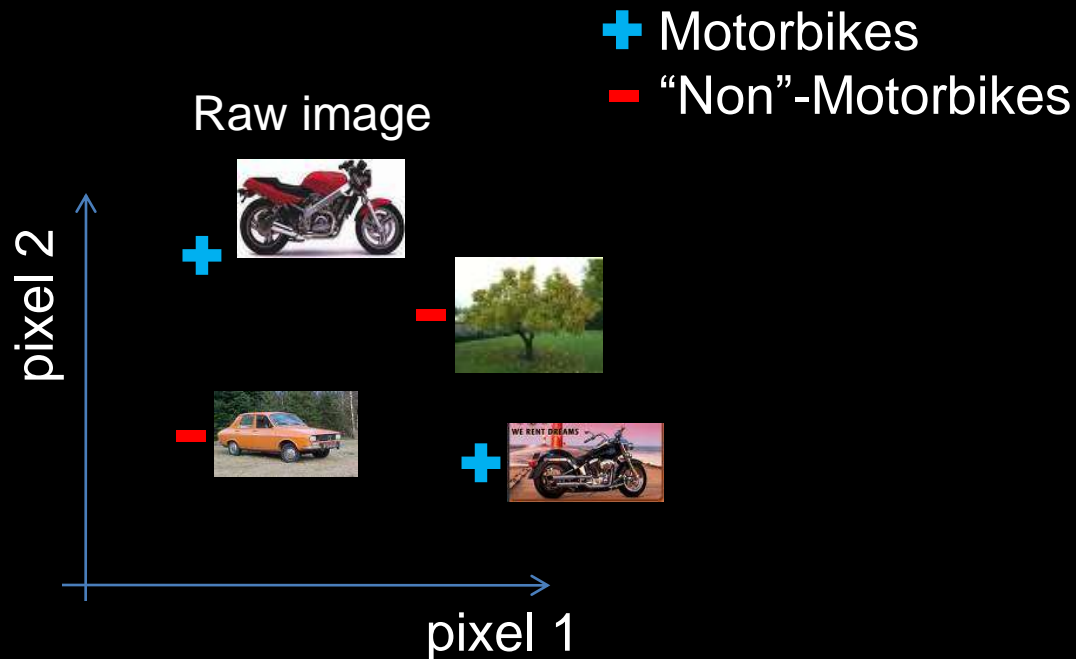 Motorbikes
“Non”-Motorbikes
Raw image
pixel 2
WE RENT DREAMS
pixel 1